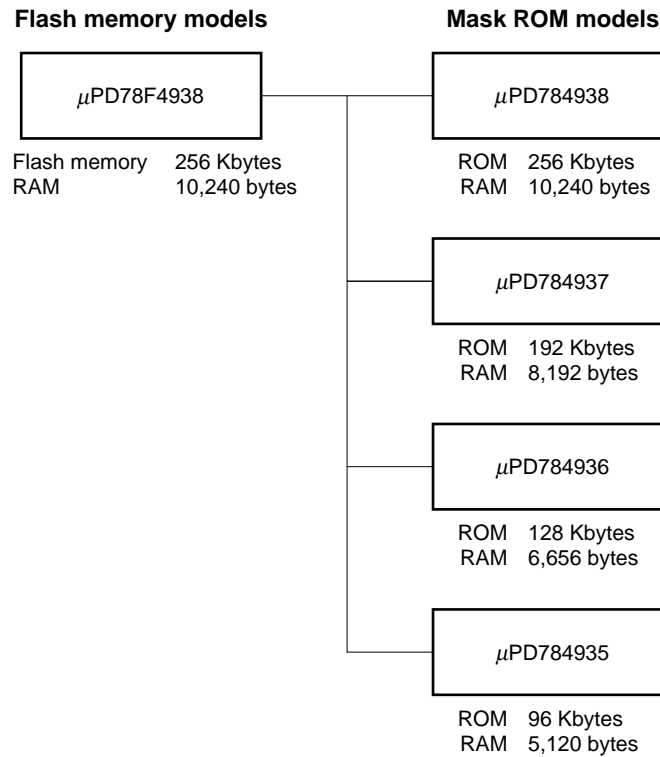 Flash memory models
Mask ROM models
μPD78F4938
Flash memory 256 Kbytes
RAM 10,240 bytes
μPD784938
ROM 256 Kbytes
RAM 10,240 bytes
μPD784937
ROM 192 Kbytes
RAM 8,192 bytes
μPD784936
ROM 128 Kbytes
RAM 6,656 bytes
μPD784935
ROM 96 Kbytes
RAM 5,120 bytes